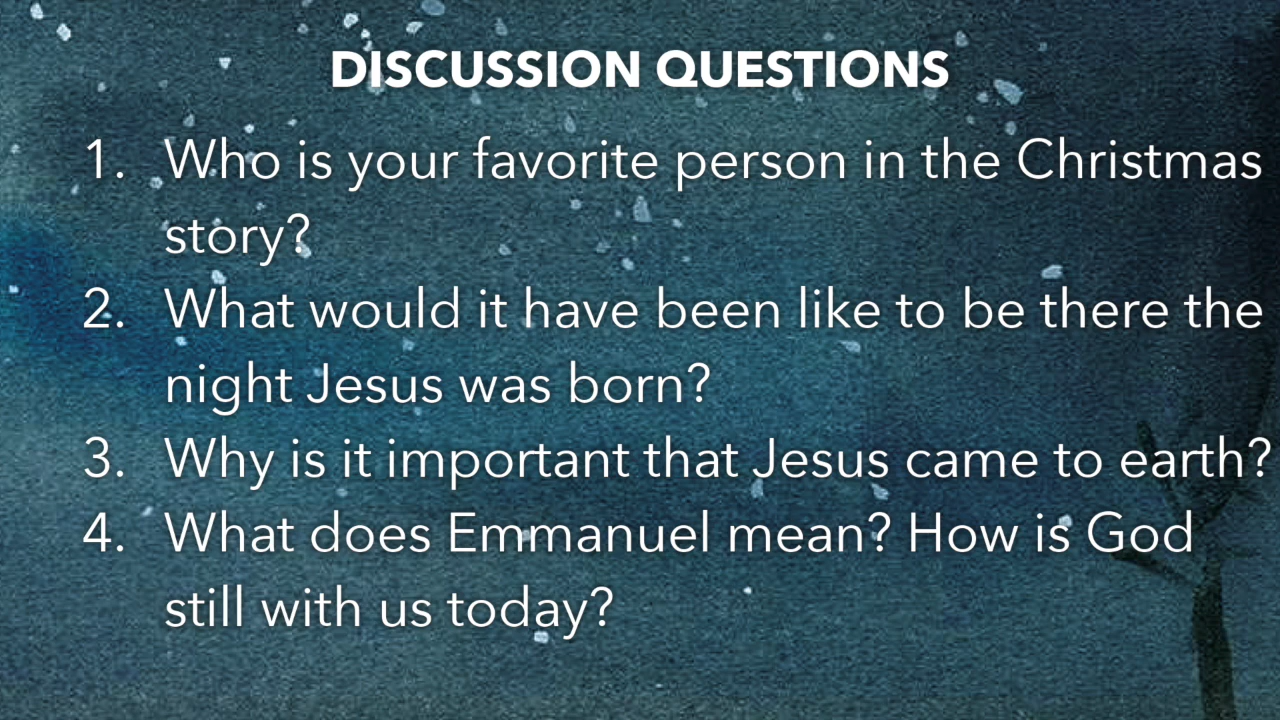 DISCUSSION QUESTIONS
1. Who is your favorite person in the Christmas
story?
2. What would it have been like to be there the
night Jesus was born?
3. Why is it important that Jesus came to earth?
4. What does Emmanuel mean? How is God
still with us today?